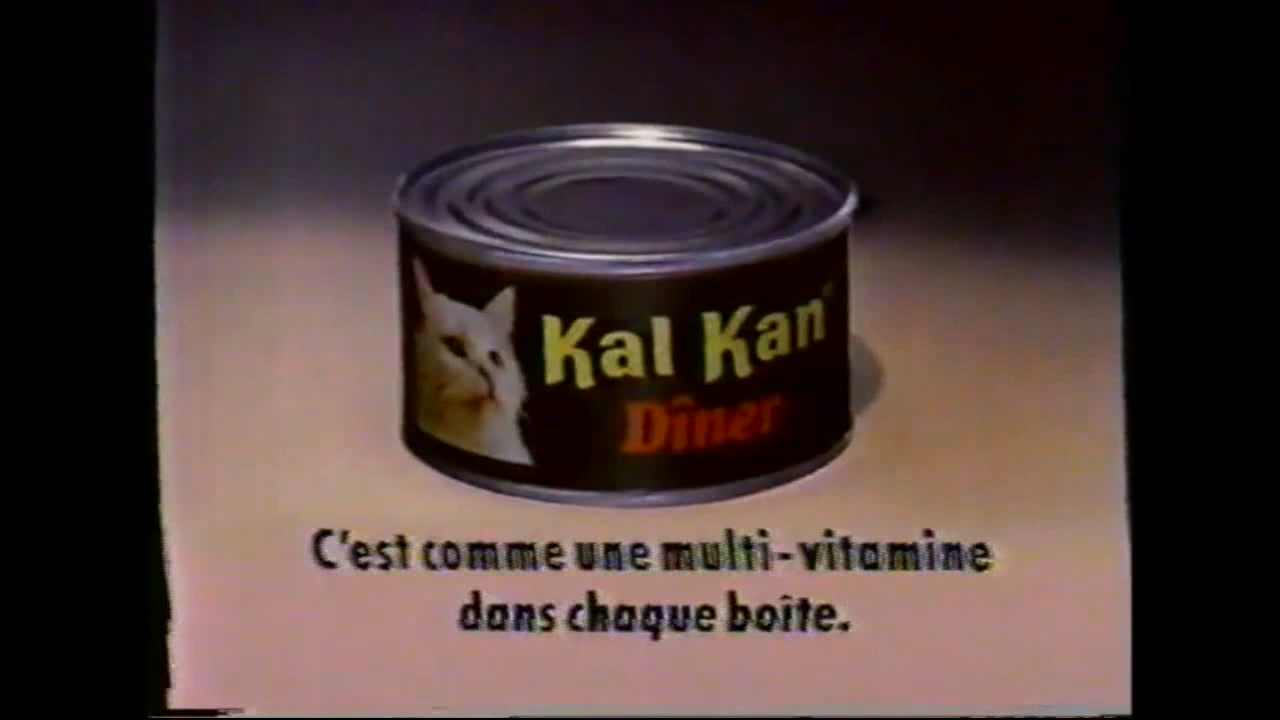 Kal Kan
Dîner
C'est comme une multi-vitamine
dans chaque boîte.